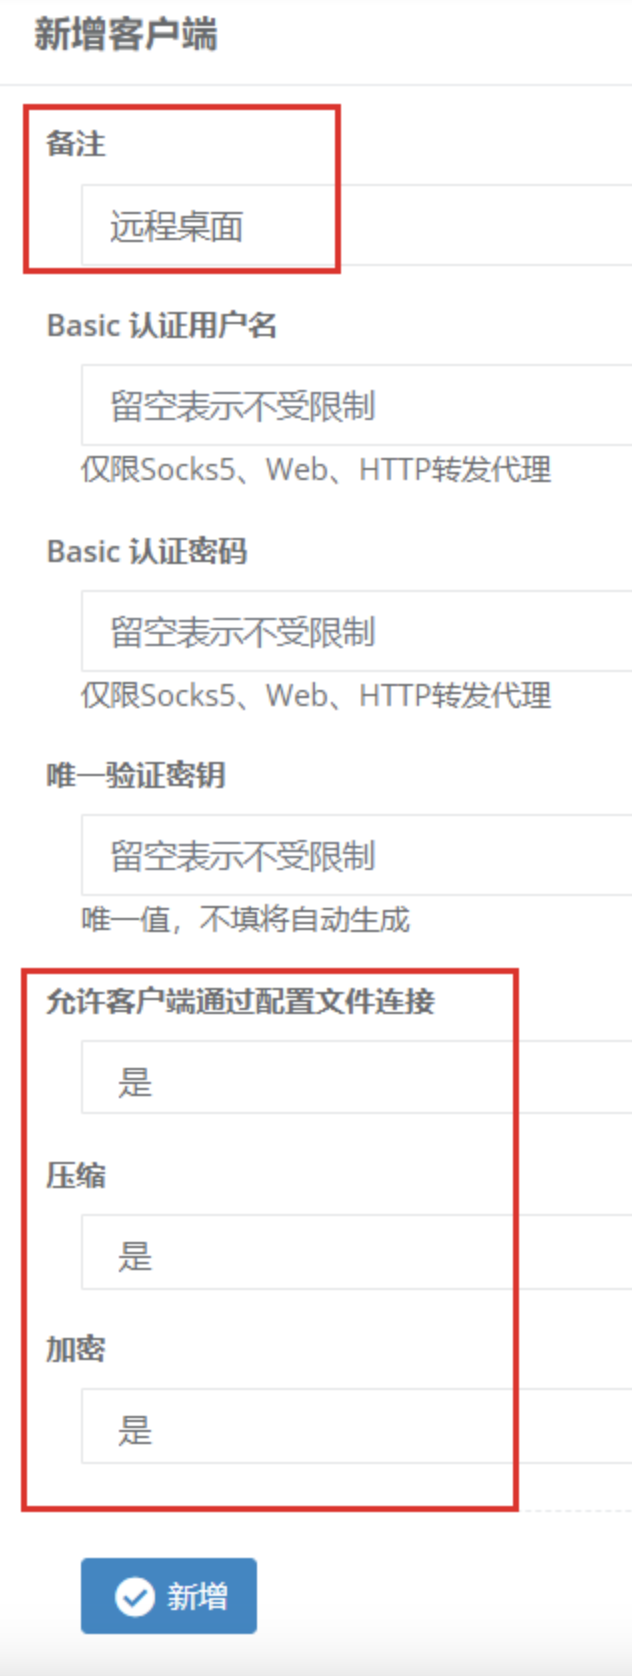 新增客户端
备注
远程桌面
Basic 认证用户名
留空表示不受限制
仅限Socks5、Web、HTTP转发代理
Basic 认证密码
留空表示不受限制
仅限Socks5、Web、HTTP转发代理
唯一验证密钥
留空表示不受限制
唯一值，不填将自动生成
允许客户端通过配置文件连接
是
压缩
是
加密
是
新增